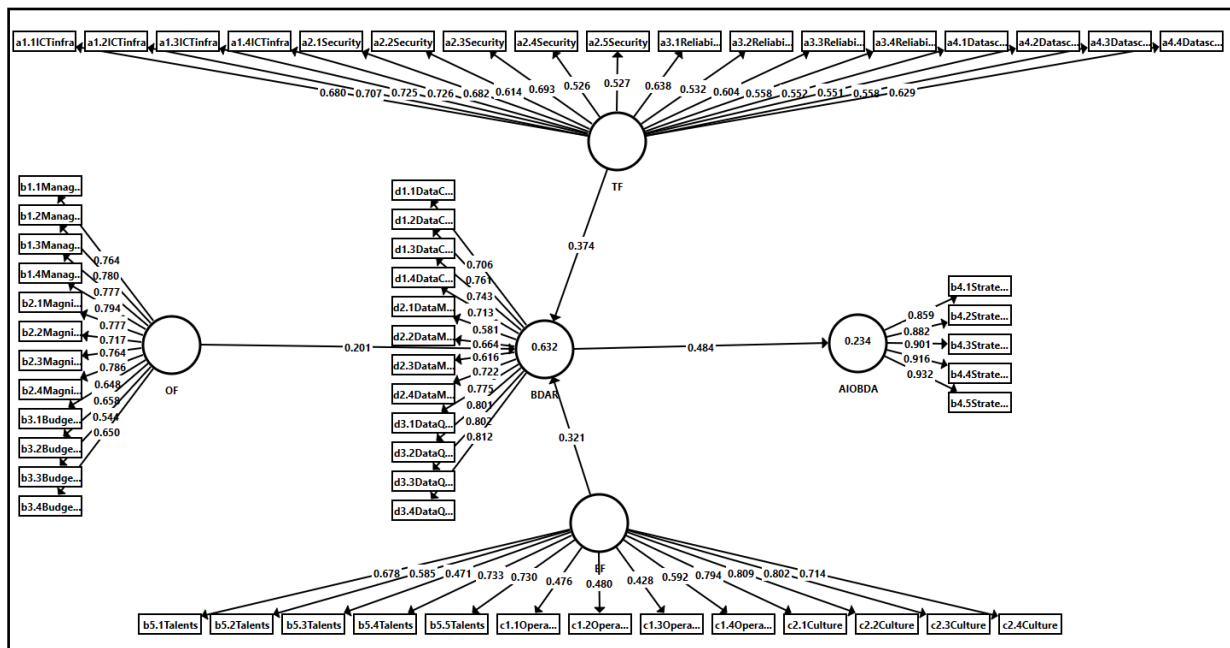 a1.1ICTinfra a1.2ICTinfra a1.3ICTinfra a1.4ICTinfra a2.1Security a2.2Security a2.3Security a2.4Security a2.5Security a3.1Reliabi... a3.2Reliabi... a3.3Reliabi... a3.4Reliabi... a4.1Datasc... a4.2Datasc... a4.3Datasc... a4.4Datasc...
0.680 0.707 0.725 0.726 0.682 0.614 0.693 0.526 0.527 0.638 0.532 0.604 0.558 0.552 0.551 0.558 0.629
TF
0.374
b1.1Manag...
b1.2Manag...
b1.3Manag...
b1.4Manag...
b2.1Magni...
b2.2Magni...
b2.3Magni...
b2.4Magni...
b3.1Budge...
b3.2Budge...
b3.3Budge...
b3.4Budge...
0.764
0.780
0.777
0.794
0.777
0.717
0.764
0.786
0.648
0.658
0.544
0.650
OF
0.201
d1.1DataC...
d1.2DataC...
d1.3DataC...
d1.4DataC...
d2.1DataM...
d2.2DataM...
d2.3DataM...
d2.4DataM...
d3.1DataQ...
d3.2DataQ...
d3.3DataQ...
d3.4DataQ...
0.706
0.761
0.743
0.713
0.581
0.664
0.616
0.722
0.775
0.801
0.802
0.812
0.632
BDAR
0.484
0.234
AIOBDA
0.859
0.882
0.901
0.916
0.932
b4.1Strate...
b4.2Strate...
b4.3Strate...
b4.4Strate...
b4.5Strate...
0.321
EF
0.678 0.585 0.471 0.733 0.730 0.476 0.480 0.428 0.592 0.794 0.809 0.802 0.714
b5.1Talents b5.2Talents b5.3Talents b5.4Talents b5.5Talents c1.1Opera... c1.2Opera... c1.3Opera... c1.4Opera... c2.1Culture c2.2Culture c2.3Culture c2.4Culture